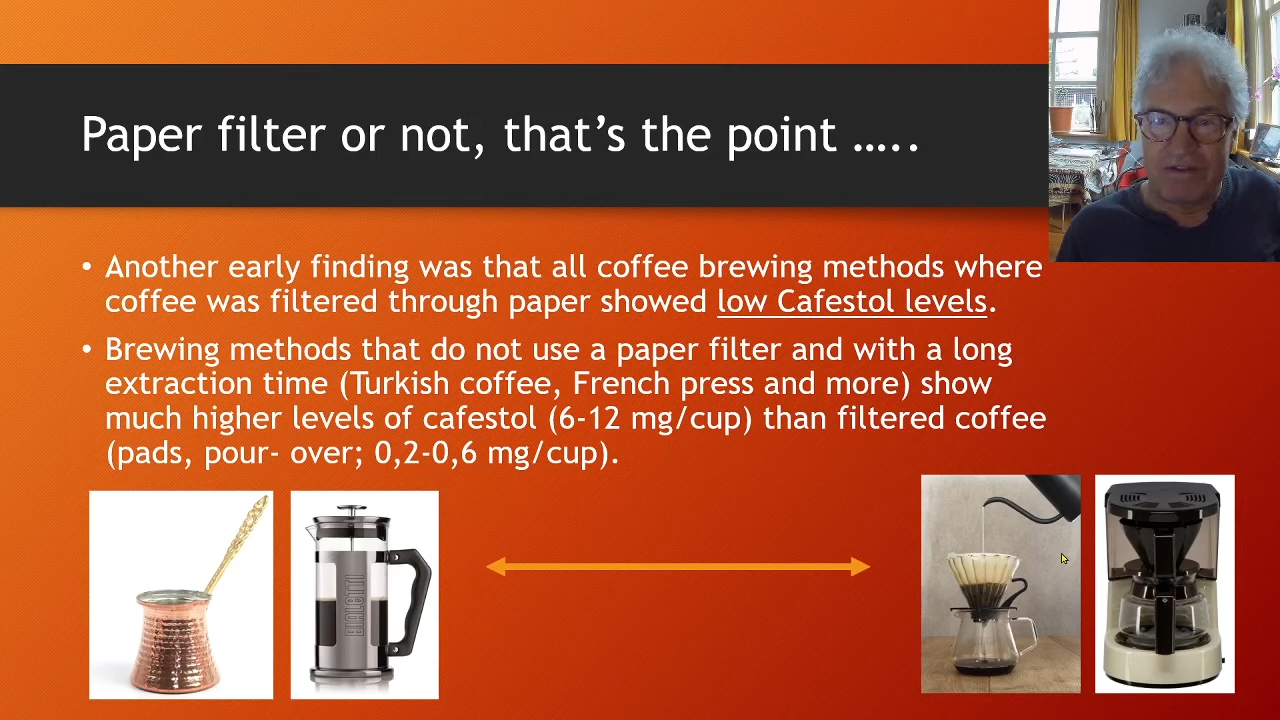 Paper filter or not, that’s the point …..
• Another early finding was that all coffee brewing methods where
coffee was filtered through paper showed low Cafestol levels.
• Brewing methods that do not use a paper filter and with a long
extraction time (Turkish coffee, French press and more) show
much higher levels of cafestol (6-12 mg/cup) than filtered coffee
(pads, pour- over; 0,2-0,6 mg/cup).
BIALETTI